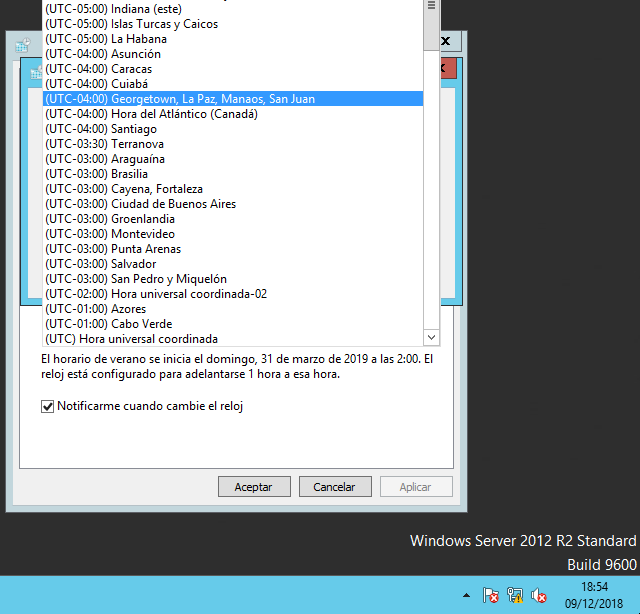 (UTC-05:00) Indiana (este)
(UTC-05:00) Islas Turcas y Caicos
(UTC-05:00) La Habana
(UTC-04:00) Asunción
(UTC-04:00) Caracas
(UTC-04:00) Cuiabá
(UTC-04:00) Georgetown, La Paz, Manaos, San Juan
(UTC-04:00) Hora del Atlántico (Canadá)
(UTC-04:00) Santiago
(UTC-03:30) Terranova
(UTC-03:00) Araguaína
(UTC-03:00) Brasilia
(UTC-03:00) Cayena, Fortaleza
(UTC-03:00) Ciudad de Buenos Aires
(UTC-03:00) Groenlandia
(UTC-03:00) Montevideo
(UTC-03:00) Punta Arenas
(UTC-03:00) Salvador
(UTC-03:00) San Pedro y Miquelón
(UTC-02:00) Hora universal coordinada-02
(UTC-01:00) Azores
(UTC-01:00) Cabo Verde
(UTC) Hora universal coordinada
El horario de verano se inicia el domingo, 31 de marzo de 2019 a las 2:00. El
reloj está configurado para adelantarse 1 hora a esa hora.
Notificarme cuando cambie el reloj
Aceptar
Cancelar
Aplicar
Windows Server 2012 R2 Standard
Build 9600
18:54
09/12/2018